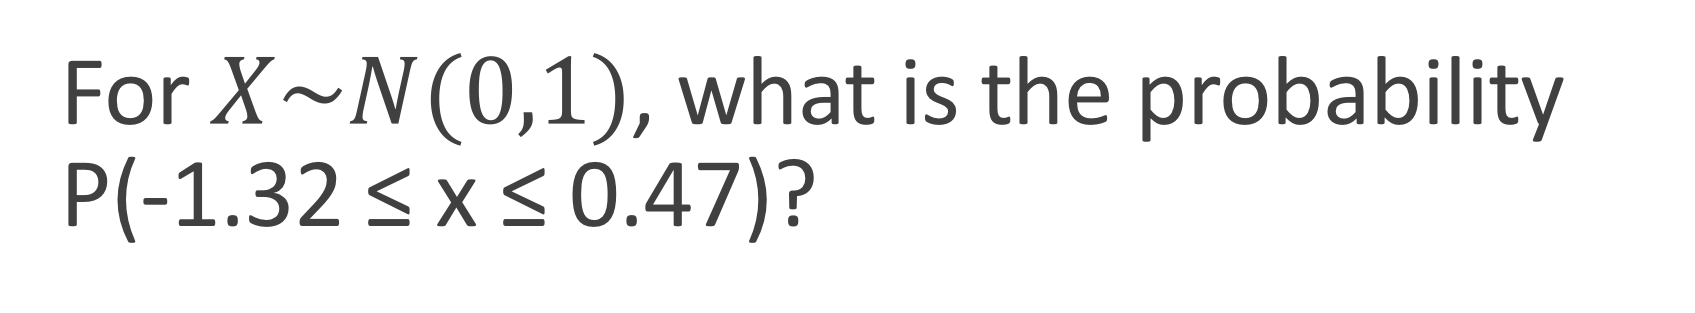 For X~N(0,1), what is the probability
P(-1.32 ≤ x ≤ 0.47)?